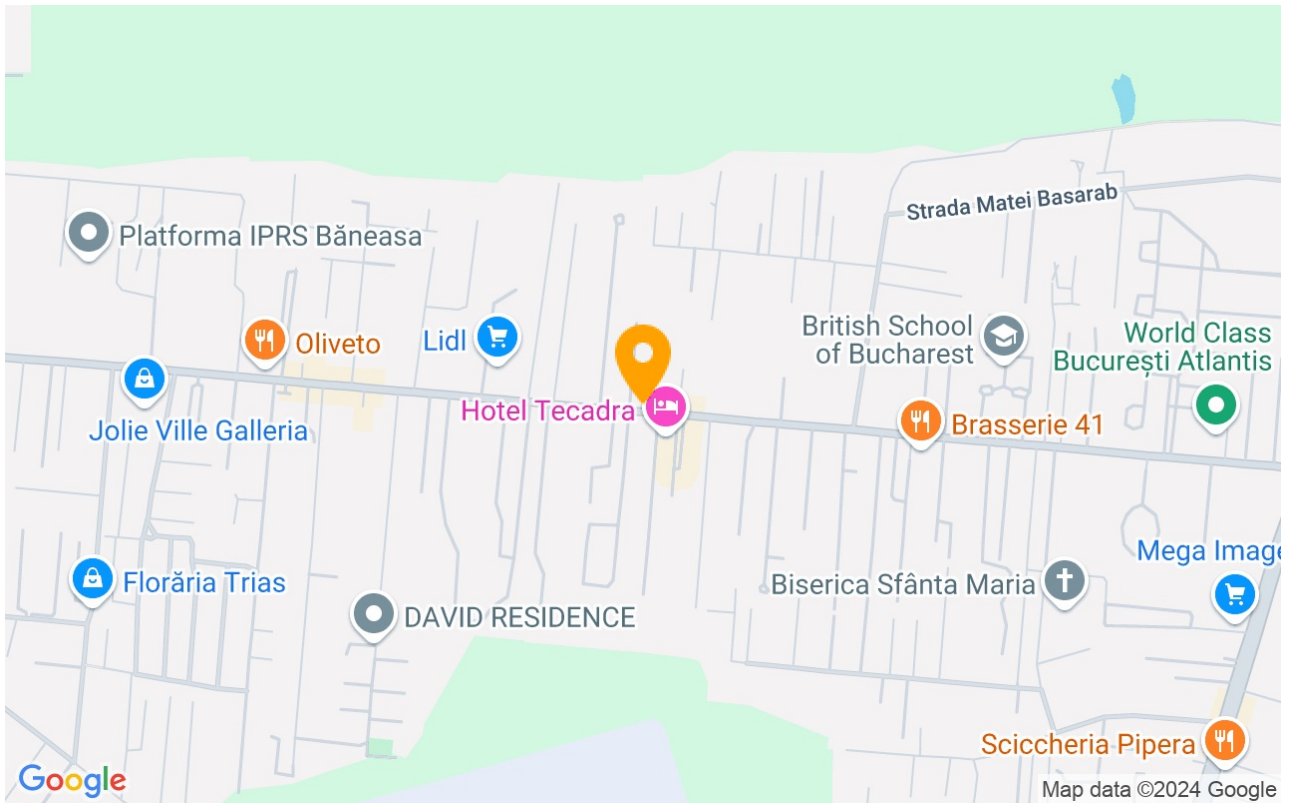 Strada Matei Basarab
Platforma IPRS Băneasa
British School
of Bucharest
World Class
București Atlantis
Oliveto
Lidl
Hotel Tecadra
Brasserie 41
Jolie Ville Galleria
Mega Image
Florăria Trias
Biserica Sfânta Maria
DAVID RESIDENCE
Sciccheria Pipera
Google
Map data ©2024 Google